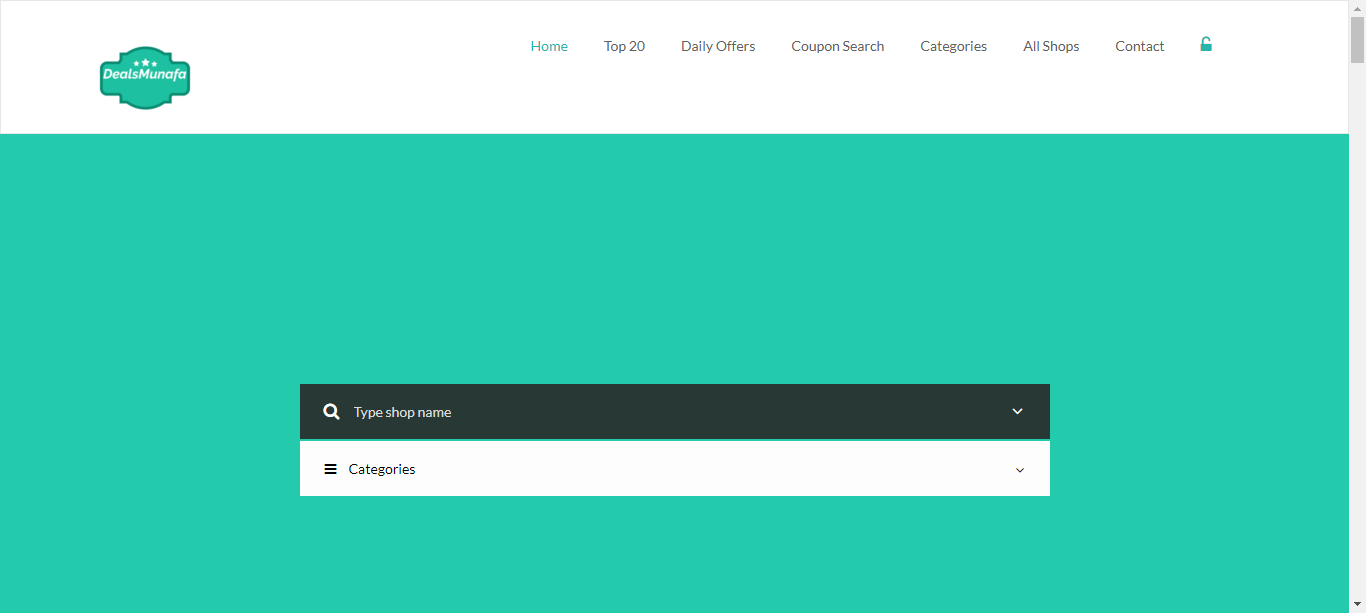 DealsMunafa
Home Top 20 Daily Offers Coupon Search Categories All Shops Contact
Type shop name
Categories